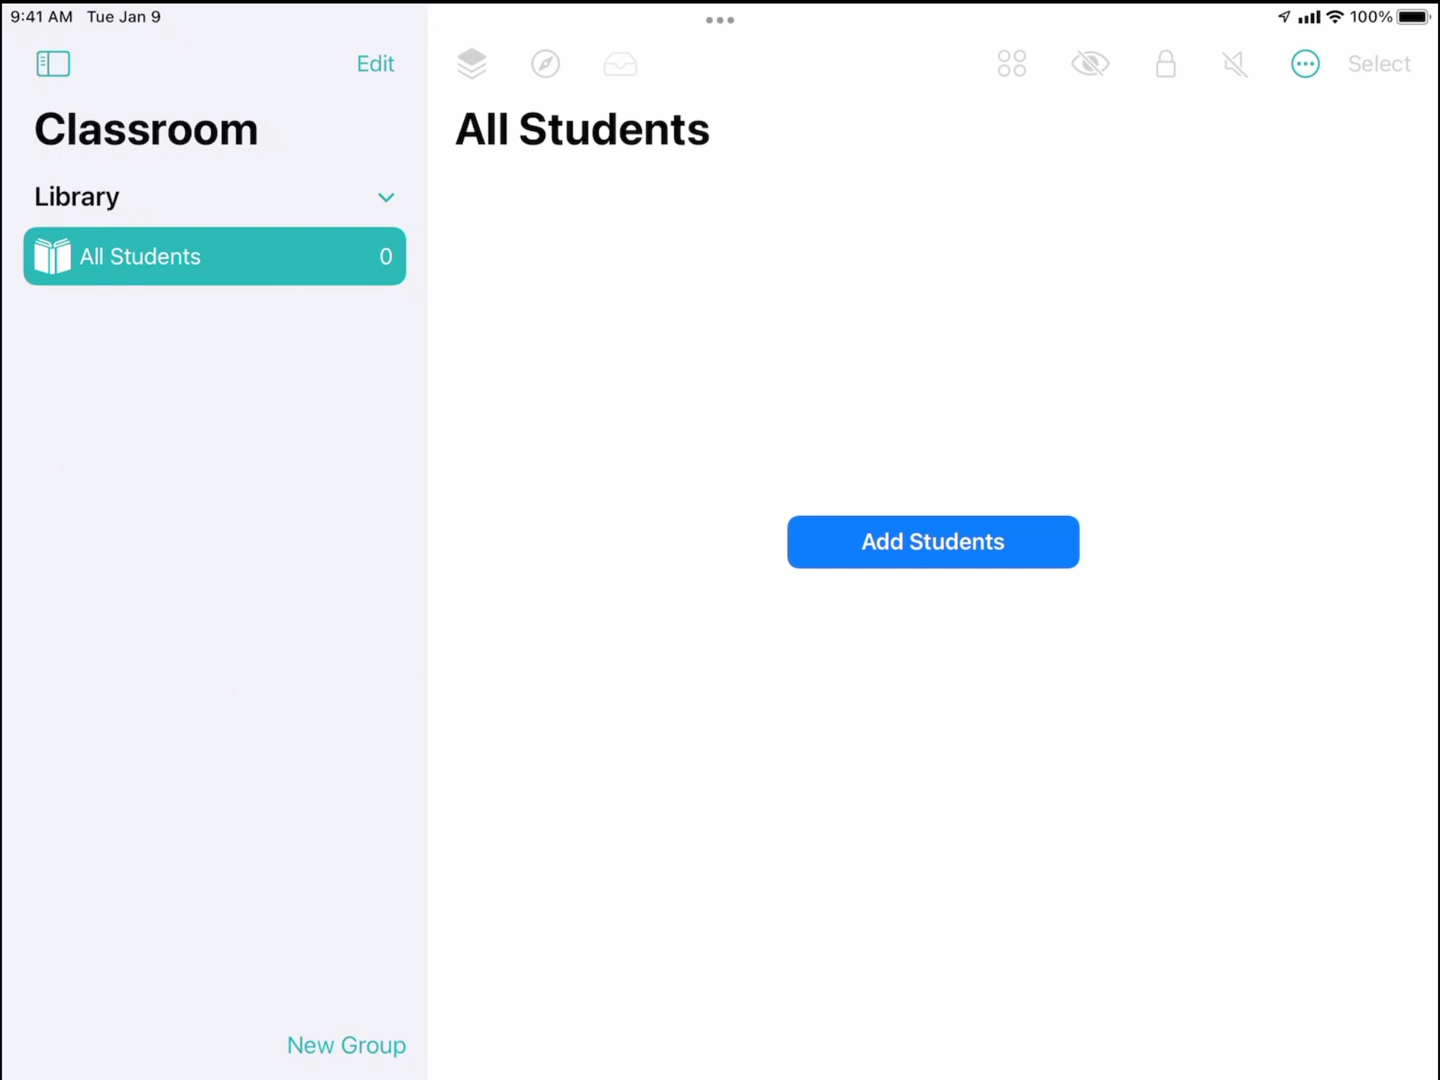 9:41 AM Tue Jan 9
100%
Edit
Select
Classroom
All Students
Library
All Students 0
Add Students
New Group